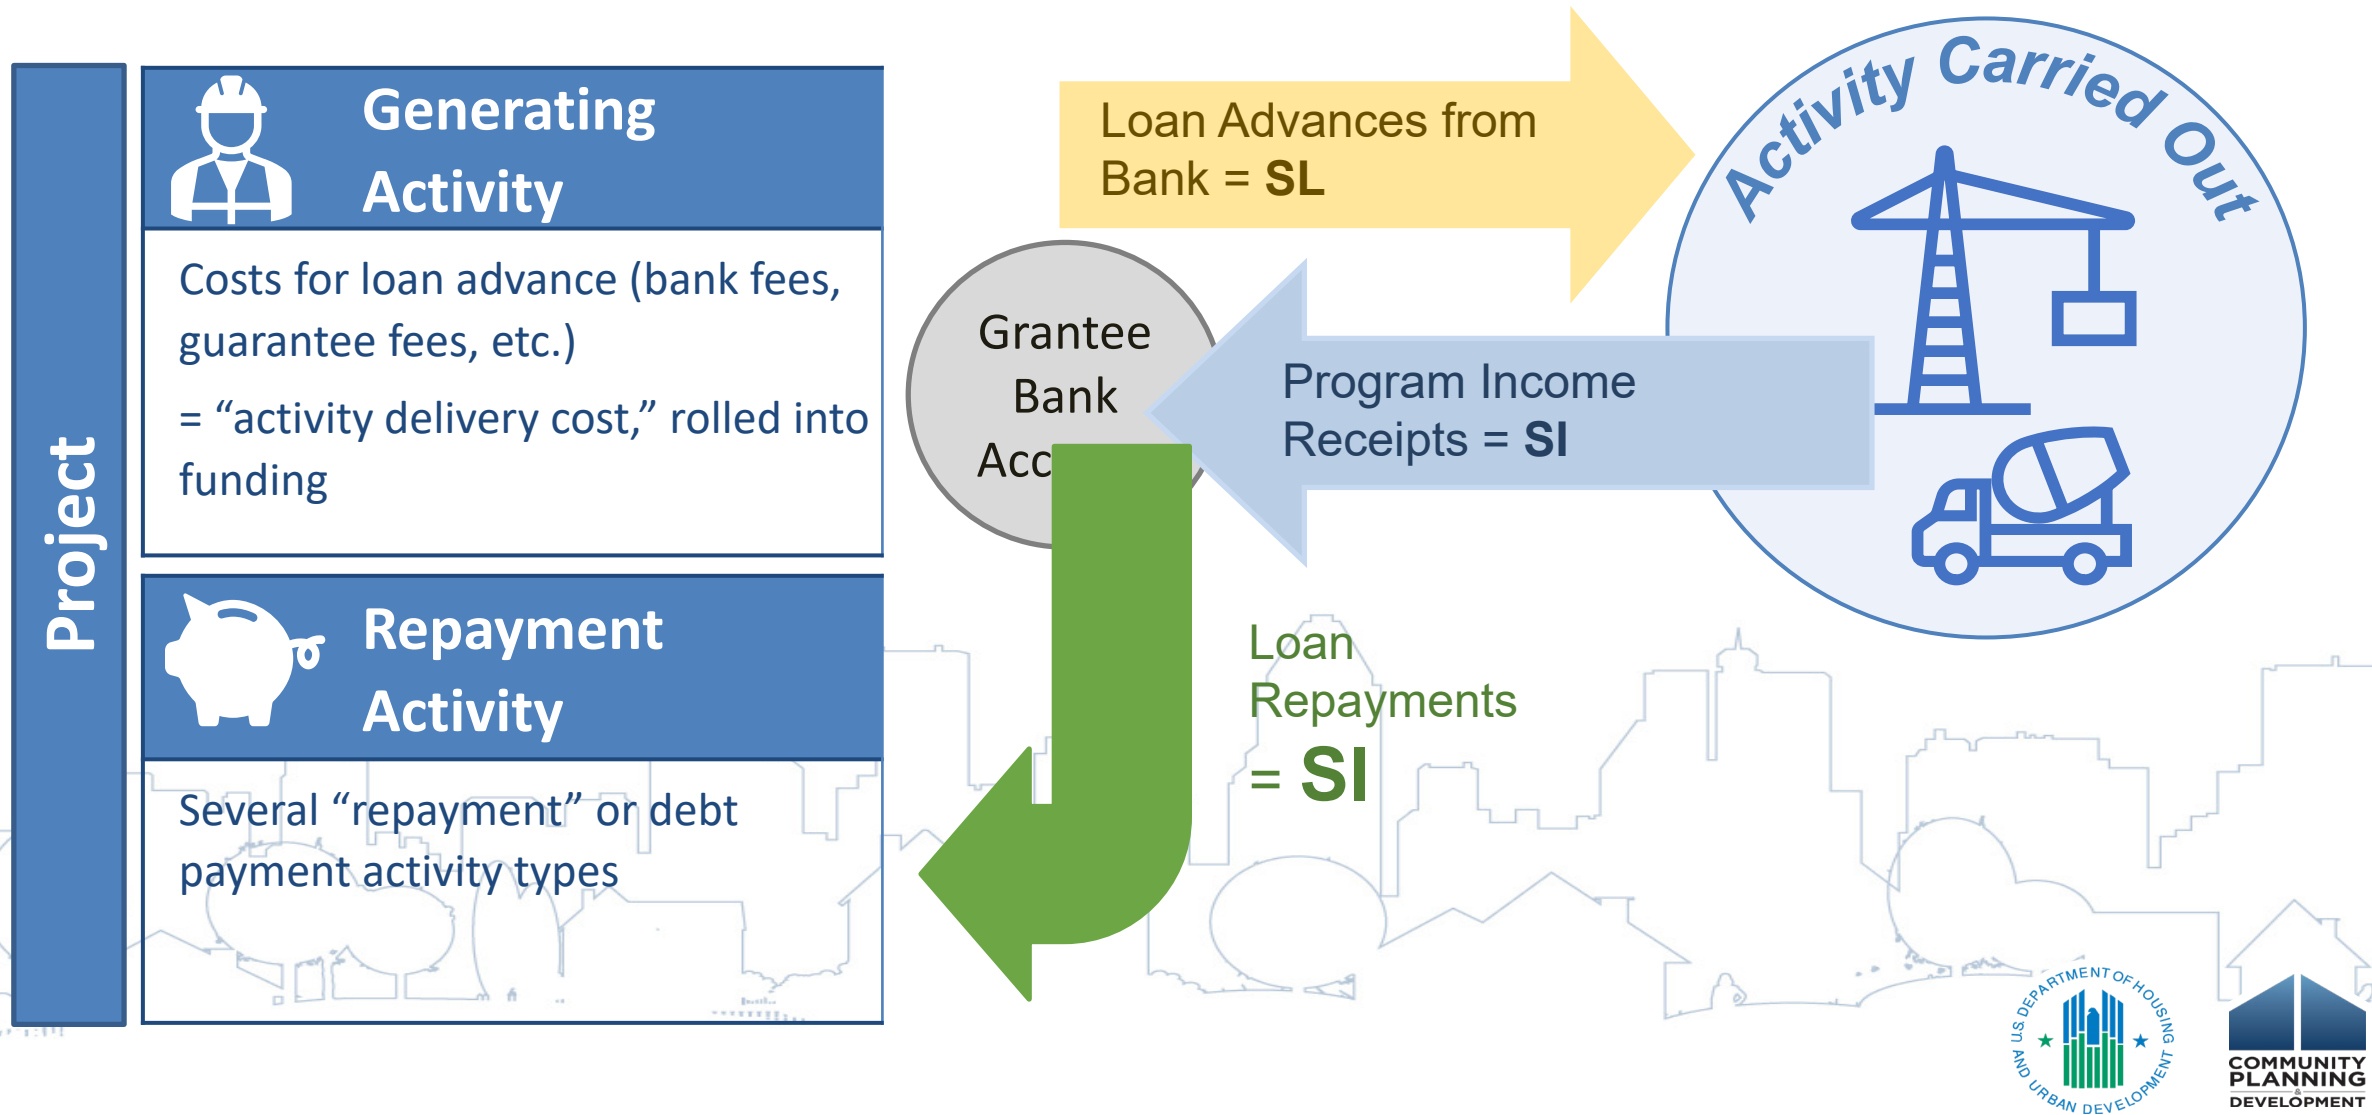 Project
Generating
Activity
Costs for loan advance (bank fees,
guarantee fees, etc.)
= “activity delivery cost,” rolled into
funding
Repayment
Activity
Several “repayment” or debt
payment activity types
Loan Advances from
Bank = SL
Activity Carried Out
Grantee
Bank
Acc
Program Income
Receipts = SI
Loan
Repayments
= SI
U.S. DEPARTMENT OF HOUSING
AND URBAN DEVELOPMENT
COMMUNITY
PLANNING
&
DEVELOPMENT